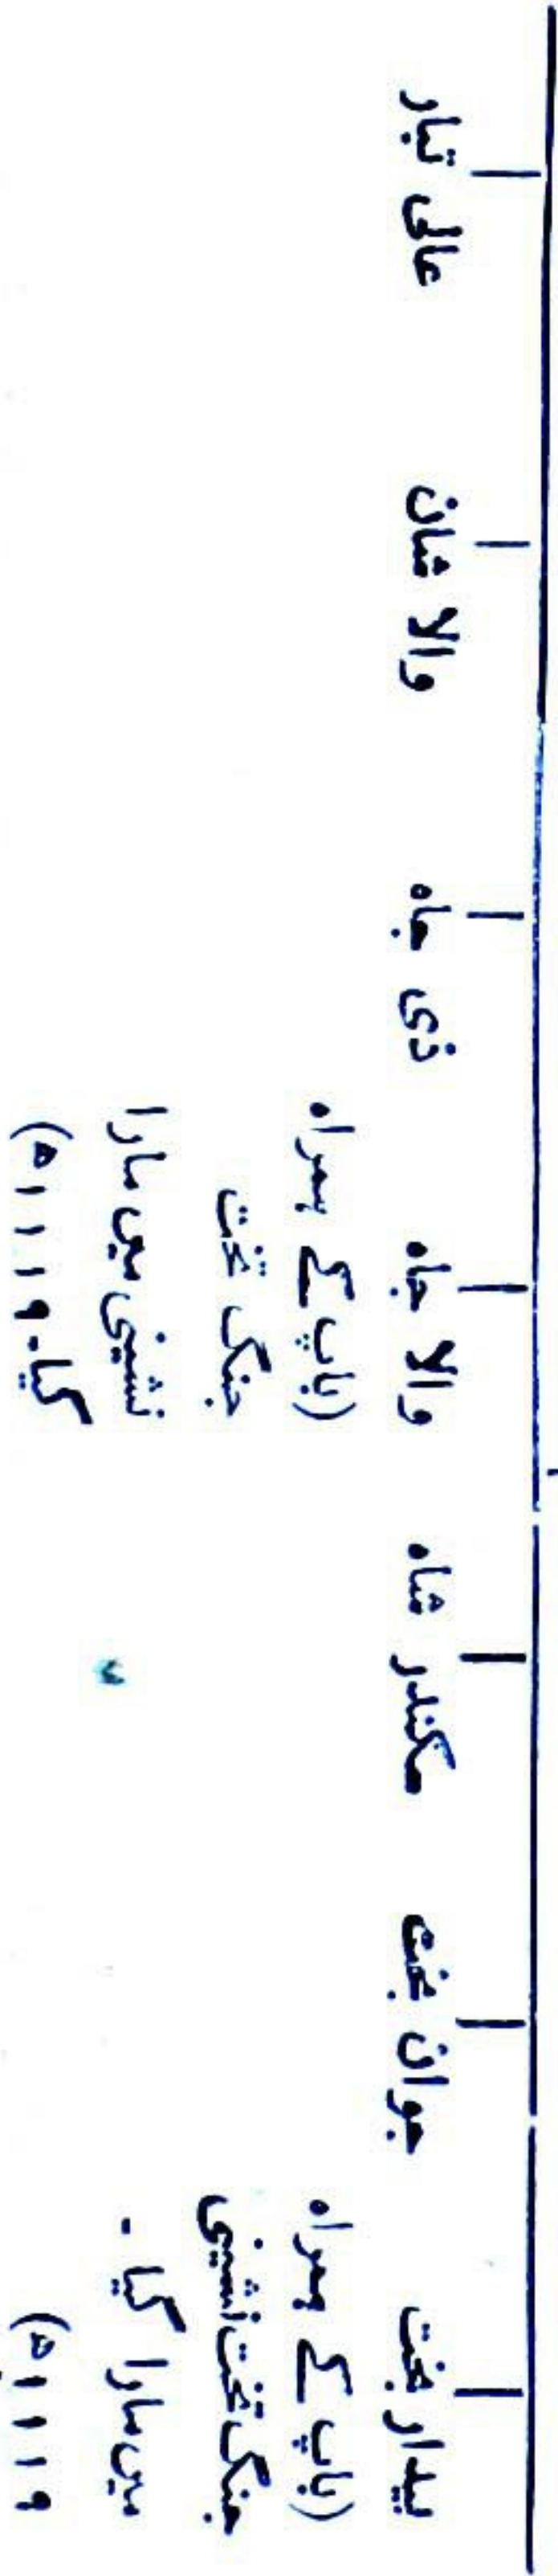 بیدار بخت
(باپ کے ہمراہ
جنگ تخت نشینی
میں مارا گیا -
۱۱۱۹ھ)
جوان بخت
سکندر شاہ
والا جاہ
(باپ کے ہمراہ
جنگ تخت
نشینی میں مارا
گیا-۱۱۱۹ھ)
ذی جاہ
والا شان
عالی تبار